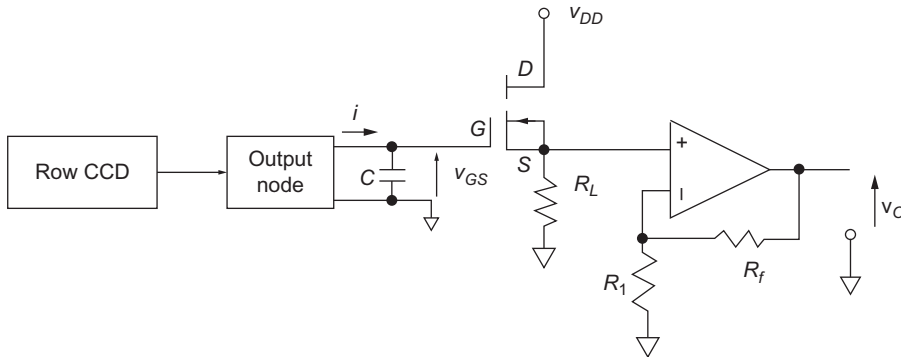 v_DD
D
i
G
Row CCD
Output
node
C
v_GS
S
R_L
+
I
v_O
R_f
R_1